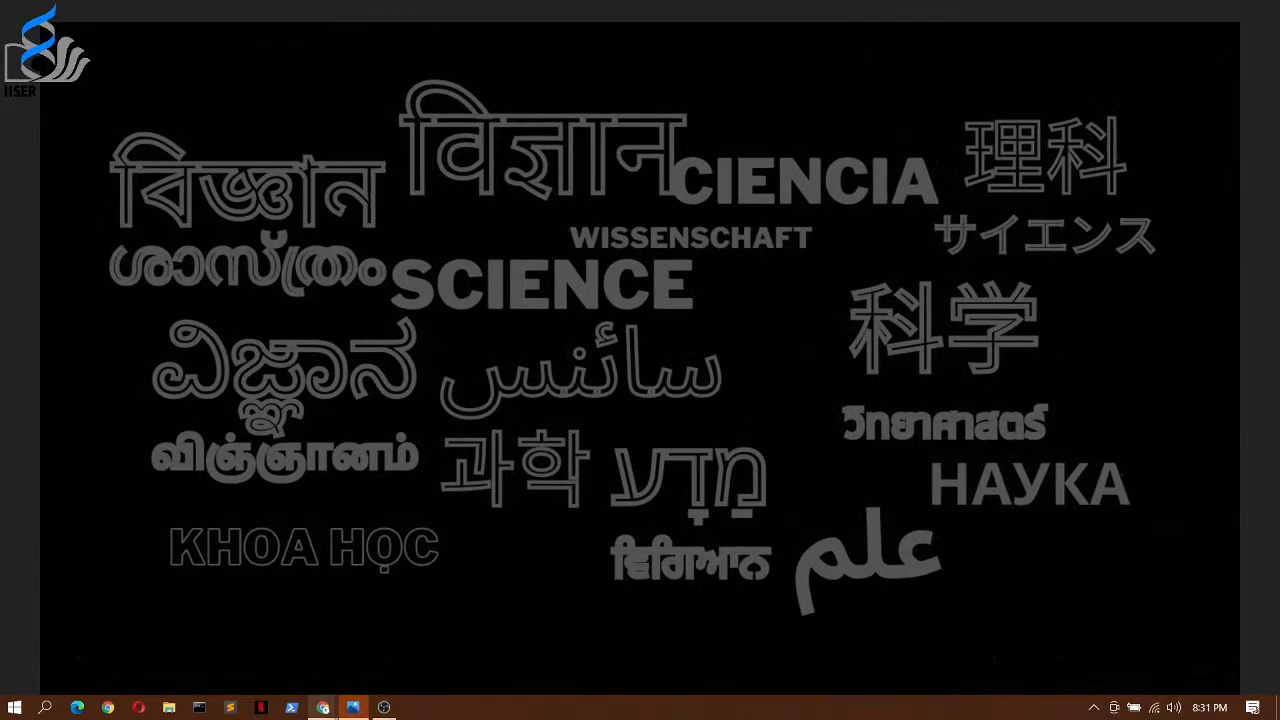 IISER
বিজ্ঞান
विज्ञान
CIENCIA
理科
WISSENSCHAFT
サイエンス
ശാസ്ത്രം
SCIENCE
科学
ವಿಜ್ಞಾನ
سائنس
วิทยาศาสตร์
விஞ்ஞானம்
과학
מַדָע
НАУКА
KHOA HỌC
ਵਿਗਿਆਨ
علم
8:31 PM